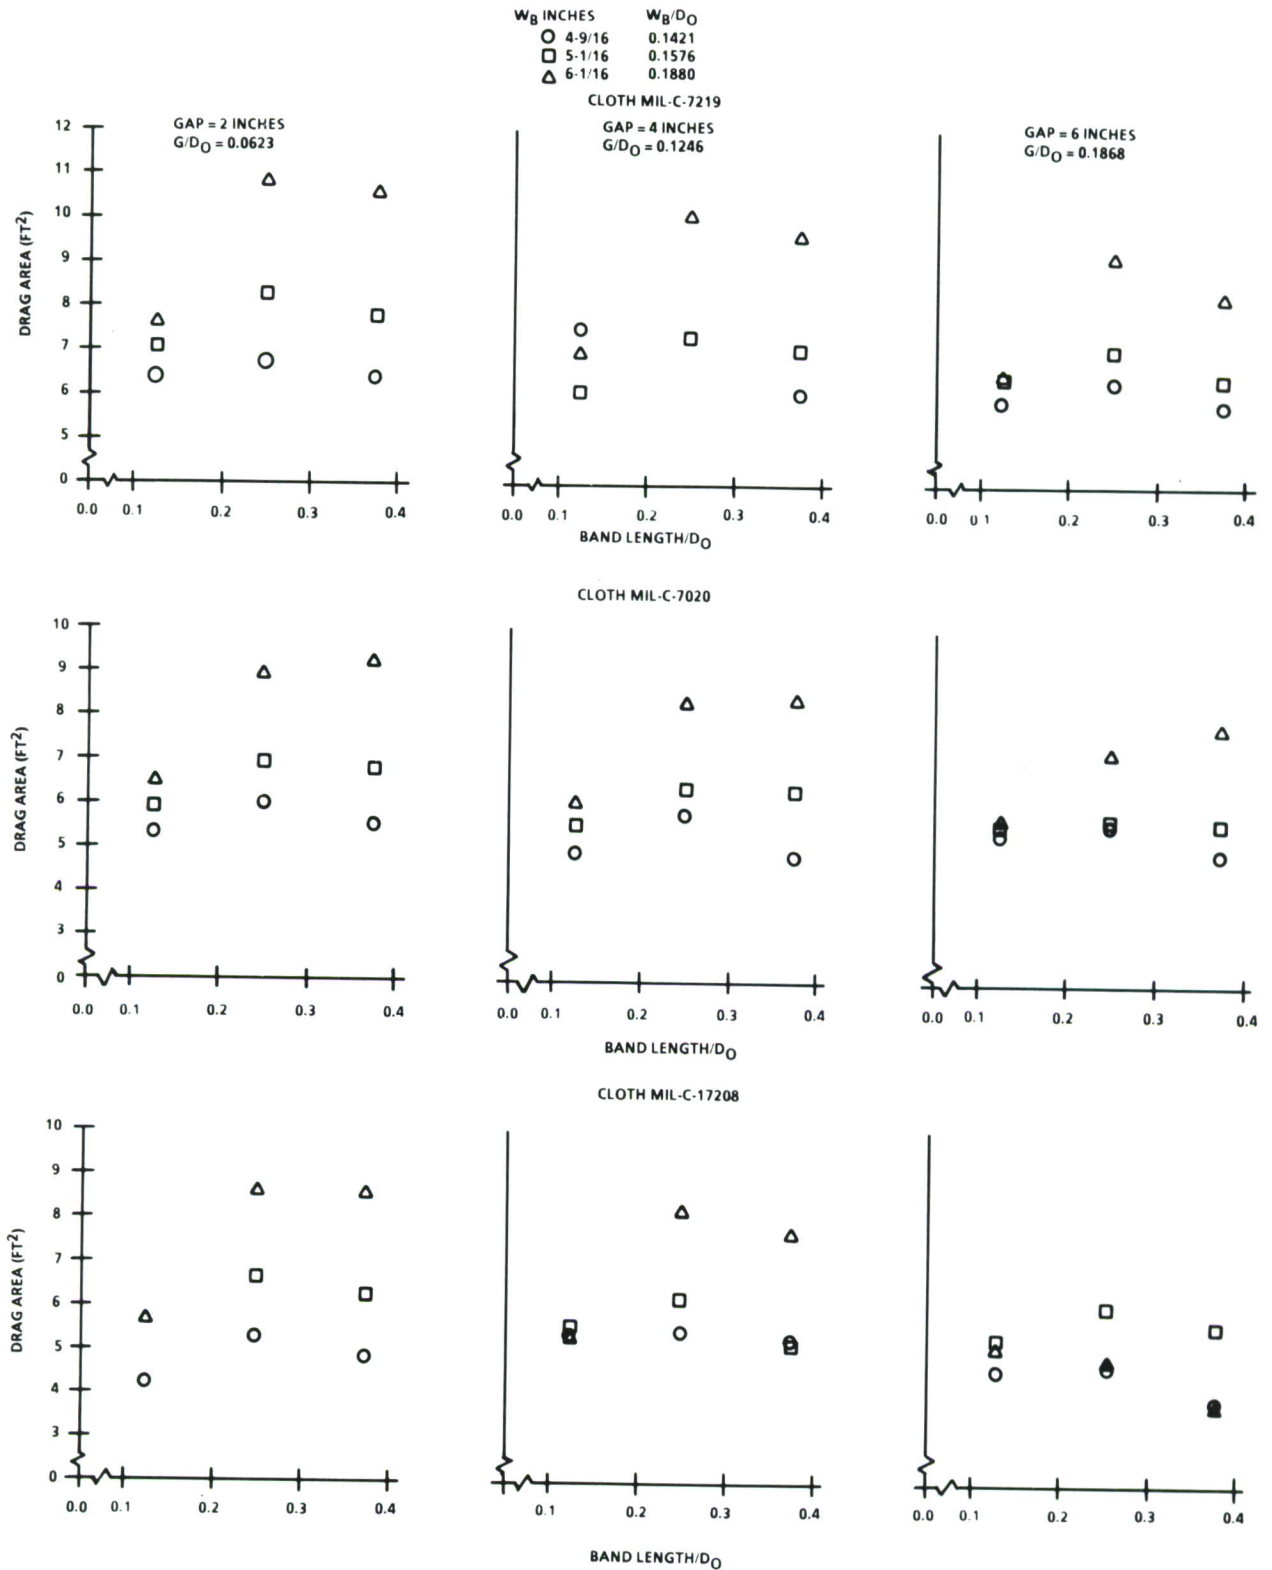 W_B INCHES W_B/D_O
4-9/16 0.1421
5-1/16 0.1576
6-1/16 0.1880
CLOTH MIL-C-7219
GAP = 2 INCHES
G/D_O = 0.0623
GAP = 4 INCHES
G/D_O = 0.1246
GAP = 6 INCHES
G/D_O = 0.1868
DRAG AREA (FT²)
12
11
10
9
8
7
6
5
0
0.0 0.1 0.2 0.3 0.4
0.0 0.1 0.2 0.3 0.4
0.0 0 1 0.2 0.3 0.4
BAND LENGTH/D_O
CLOTH MIL-C-7020
DRAG AREA (FT²)
10
9
8
7
6
5
4
3
0
0.0 0.1 0.2 0.3 0.4
0.0 0.1 0.2 0.3 0.4
0.0 0.1 0.2 0.3 0.4
BAND LENGTH/D_O
CLOTH MIL-C-17208
DRAG AREA (FT²)
10
9
8
7
6
5
4
3
0
0.0 0.1 0.2 0.3 0.4
0.1 0.2 0.3 0.4
0.0 0.1 0.2 0.3 0.4
BAND LENGTH/D_O